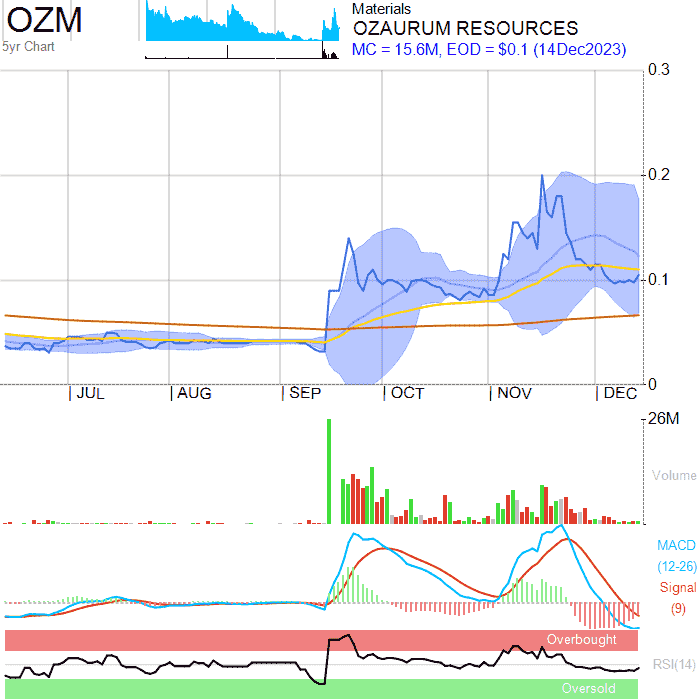 OZM
5yr Chart
Materials
OZAURUM RESOURCES
MC = 15.6M, EOD = $0.1 (14Dec2023)
0.3
0.2
0.1
0
JUL AUG SEP OCT NOV DEC
26M
Volume
MACD
(12-26)
Signal
(9)
Overbought
RSI(14)
Oversold